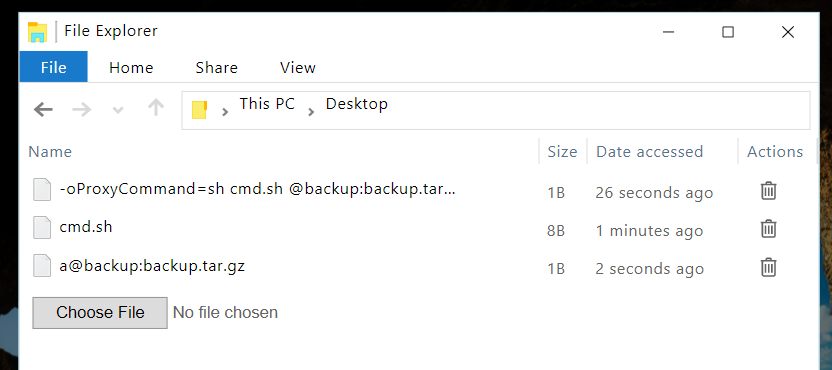 File Explorer
File Home Share View
This PC Desktop
Name Size Date accessed Actions
-oProxyCommand=sh cmd.sh @backup:backup.tar... 1B 26 seconds ago
cmd.sh 8B 1 minutes ago
a@backup:backup.tar.gz 1B 2 seconds ago
Choose File No file chosen